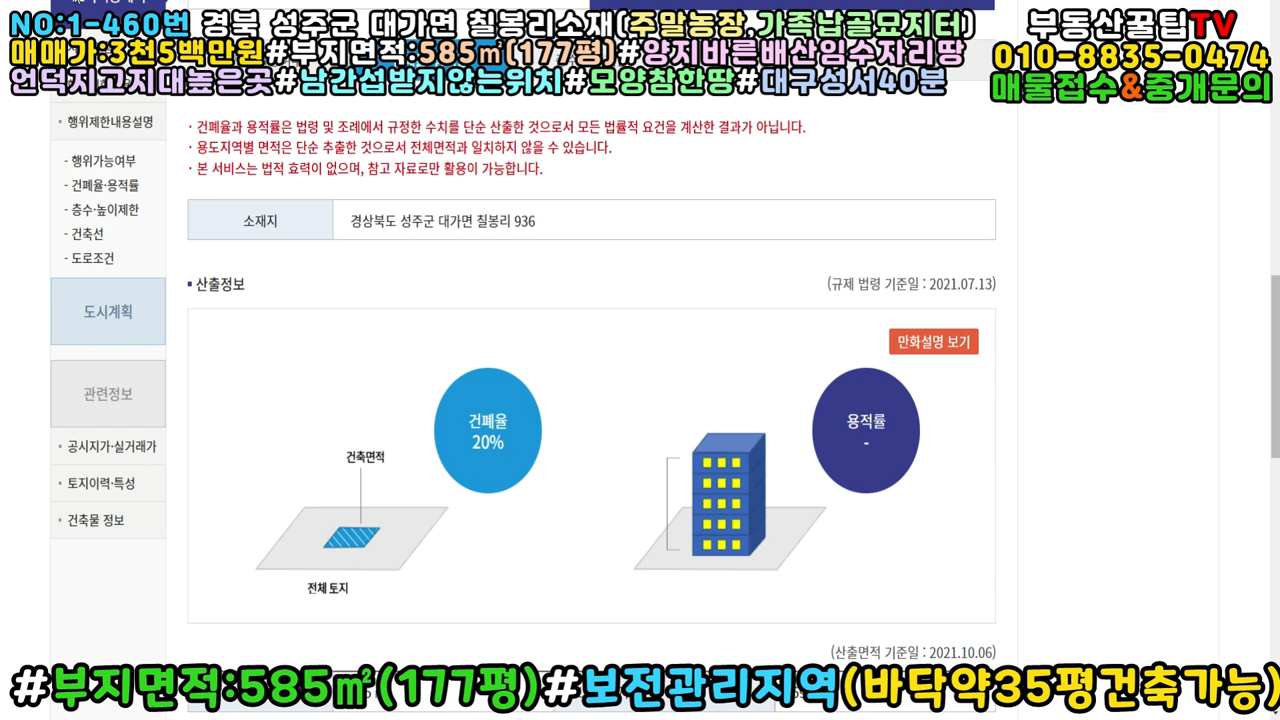 NO:1-460번 경북 성주군 대가면 칠봉리소재(주말농장,가족납골묘지터)
매매가:3천5백만원#부지면적:585㎡(177평)#양지바른배산임수자리땅
언덕지고지대높은곳#남간섭받지않는위치#모양참한땅#대구성서40분
부동산꿀팁TV
010-8835-0474
매물접수&중개문의
행위제한내용설명
- 행위가능여부
- 건폐율·용적률
- 층수·높이제한
- 건축선
- 도로조건
도시계획
관련정보
공시지가·실거래가
토지이력·특성
건축물 정보
· 건폐율과 용적률은 법령 및 조례에서 규정한 수치를 단순 산출한 것으로서 모든 법률적 요건을 계산한 결과가 아닙니다.
· 용도지역별 면적은 단순 추출한 것으로서 전체면적과 일치하지 않을 수 있습니다.
· 본 서비스는 법적 효력이 없으며, 참고 자료로만 활용이 가능합니다.
소재지 경상북도 성주군 대가면 칠봉리 936
산출정보 (규제 법령 기준일 : 2021.07.13)
만화설명 보기
건폐율
20%
용적률
-
건축면적
전체 토지
(산출면적 기준일 : 2021.10.06)
#부지면적:585㎡(177평)#보전관리지역(바닥약35평건축가능)